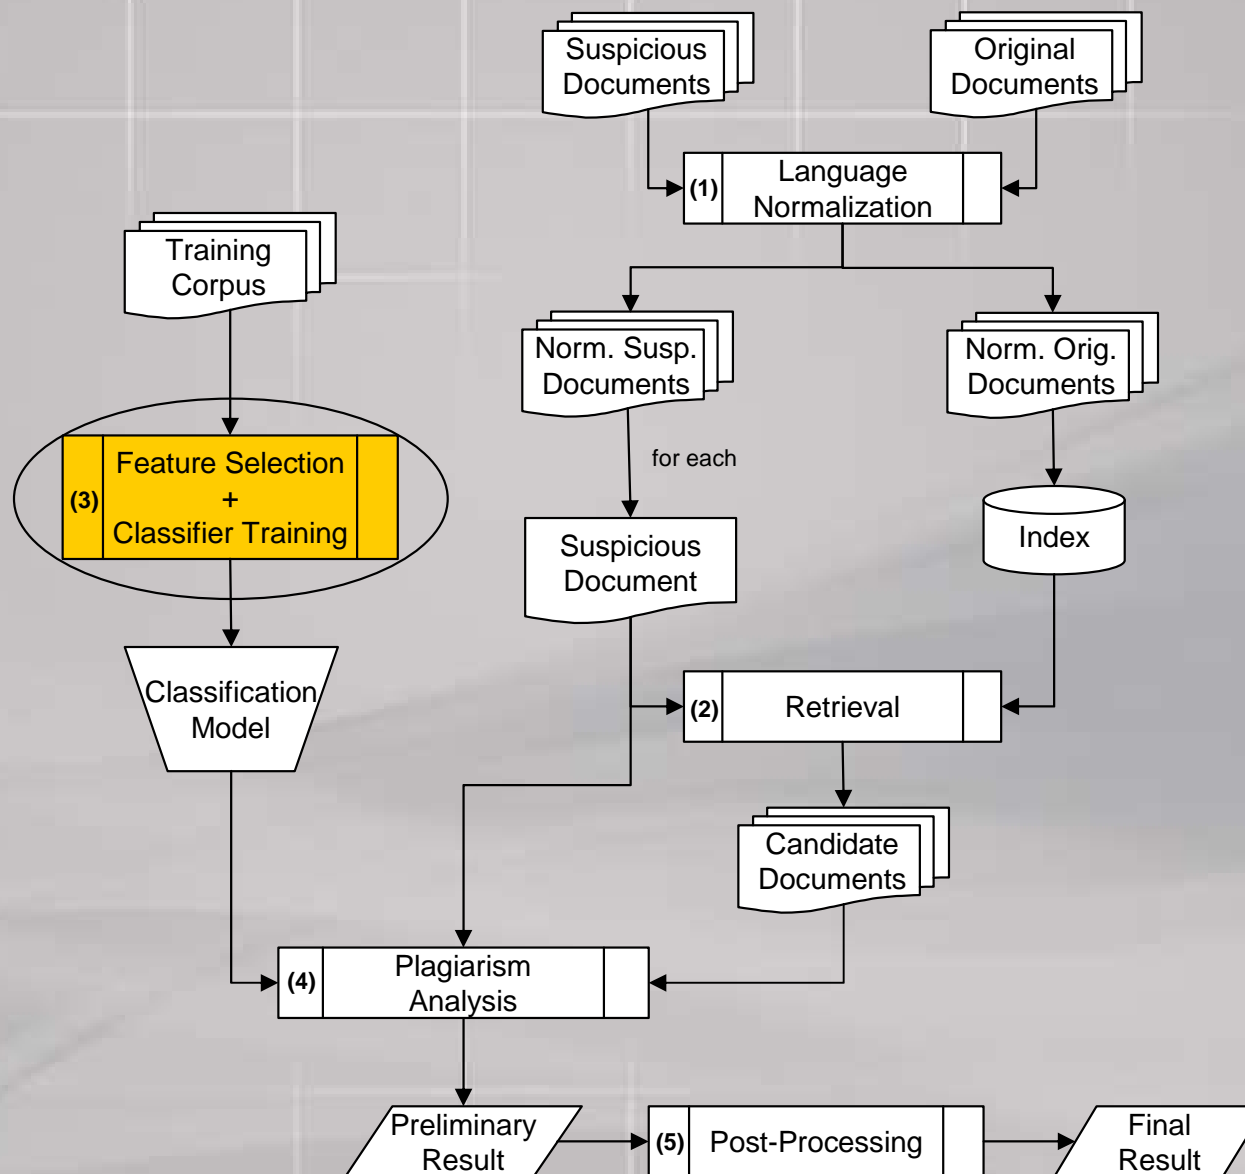 Suspicious
Documents
Original
Documents
(1)
Language
Normalization
Training
Corpus
Norm. Susp.
Documents
Norm. Orig.
Documents
for each
(3)
Feature Selection
+
Classifier Training
Suspicious
Document
Index
Classification
Model
(2)
Retrieval
Candidate
Documents
(4)
Plagiarism
Analysis
Preliminary
Result
(5)
Post-Processing
Final
Result